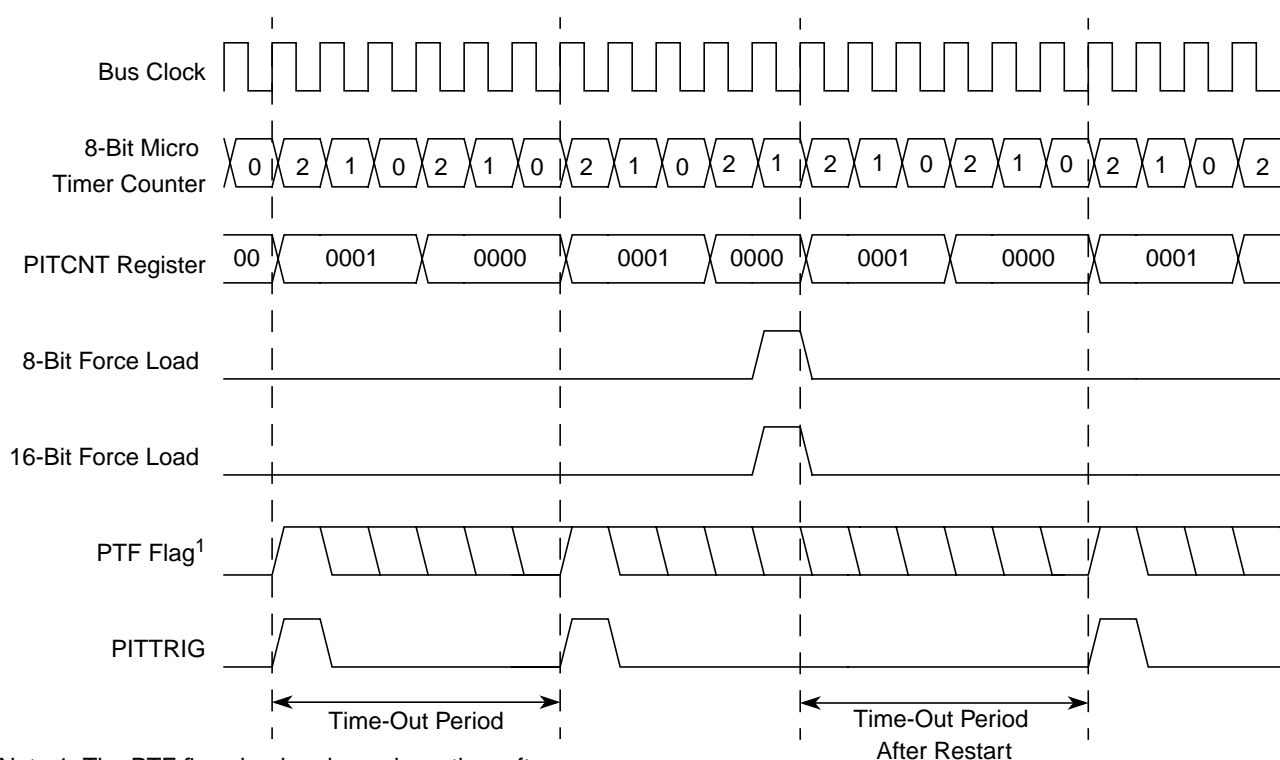 Bus Clock
8-Bit Micro
Timer Counter
0 2 1 0 2 1 0 2 1 0 2 1 2 1 0 2 1 0 2 1 0 2
PITCNT Register
00 0001 0000 0001 0000 0001 0000 0001
8-Bit Force Load
16-Bit Force Load
PTF Flag1
PITTRIG
Time-Out Period
Time-Out Period
After Restart